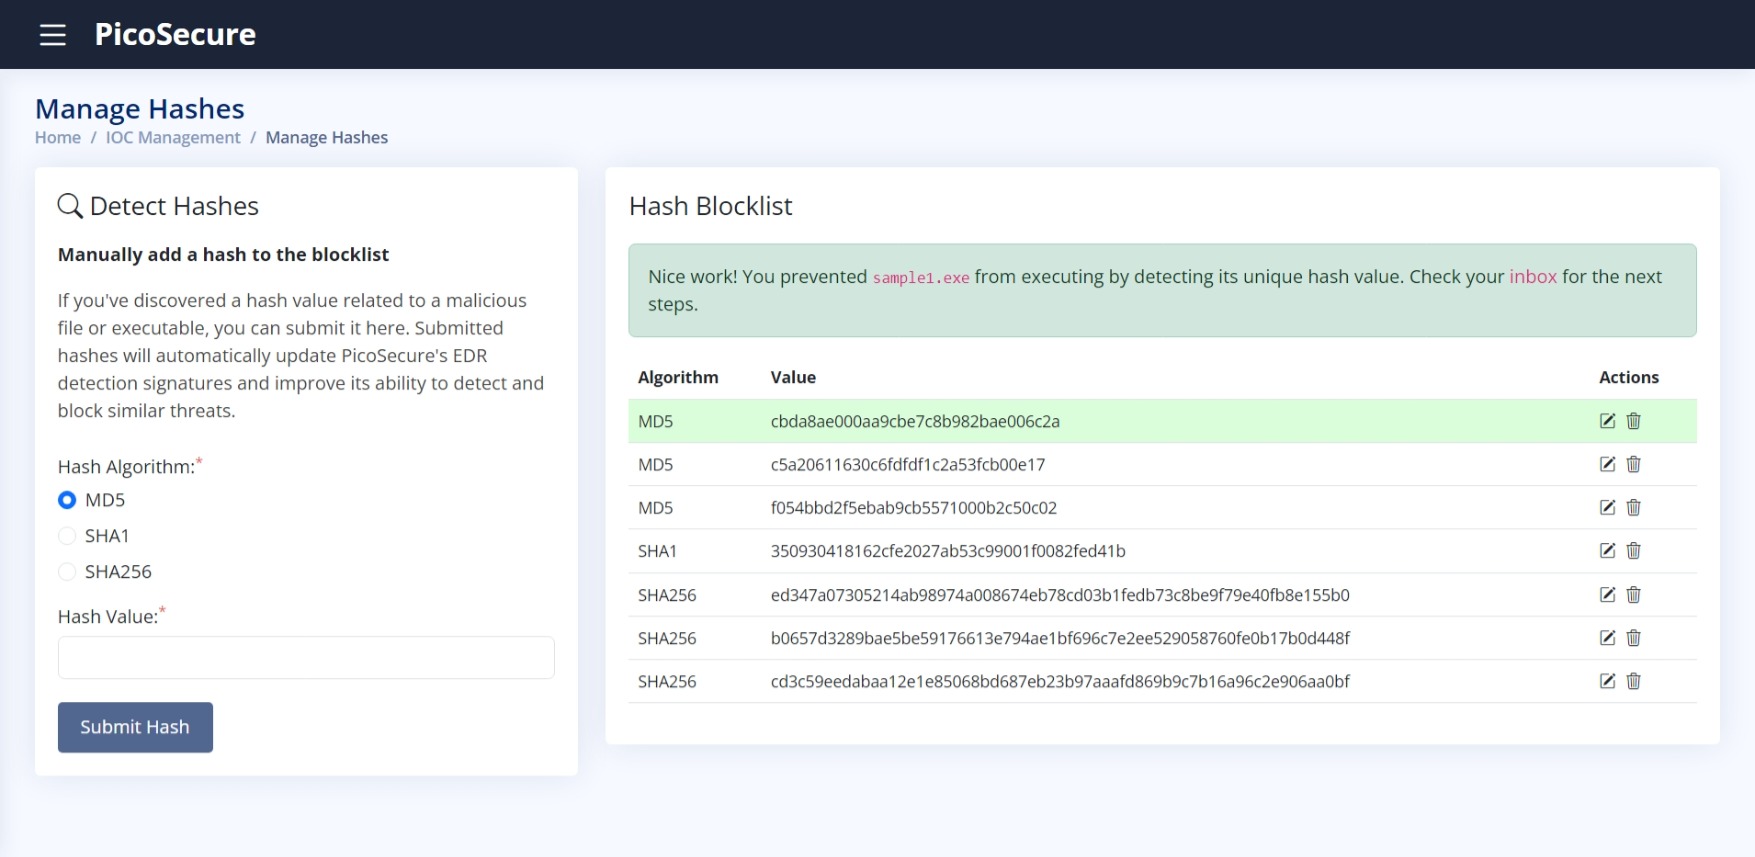 PicoSecure
Manage Hashes
Home / IOC Management / Manage Hashes
Detect Hashes
Manually add a hash to the blocklist
If you've discovered a hash value related to a malicious
file or executable, you can submit it here. Submitted
hashes will automatically update PicoSecure's EDR
detection signatures and improve its ability to detect and
block similar threats.
Hash Algorithm:*
MD5
SHA1
SHA256
Hash Value:*
Submit Hash
Hash Blocklist
Nice work! You prevented sample1.exe from executing by detecting its unique hash value. Check your inbox for the next
steps.
Algorithm Value Actions
MD5 cbda8ae000aa9cbe7c8b982bae006c2a
MD5 c5a20611630c6fdfdf1c2a53fcb00e17
MD5 f054bbd2f5ebab9cb5571000b2c50c02
SHA1 350930418162cfe2027ab53c99001f0082fed41b
SHA256 ed347a07305214ab98974a008674eb78cd03b1fedb73c8be9f79e40fb8e155b0
SHA256 b0657d3289bae5be59176613e794ae1bf696c7e2ee529058760fe0b17b0d448f
SHA256 cd3c59eedabaa12e1e85068bd687eb23b97aaafd869b9c7b16a96c2e906aa0bf